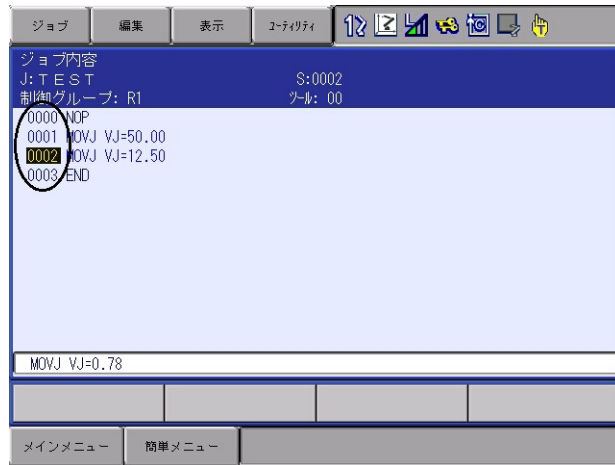 ジョブ 編集 表示 ユーティリティ
ジョブ内容
J:TEST S:0002
制御グループ: R1 ツール: 00
0000 NOP
0001 MOVJ VJ=50.00
0002 MOVJ VJ=12.50
0003 END
MOVJ VJ=0.78
メインメニュー 簡単メニュー